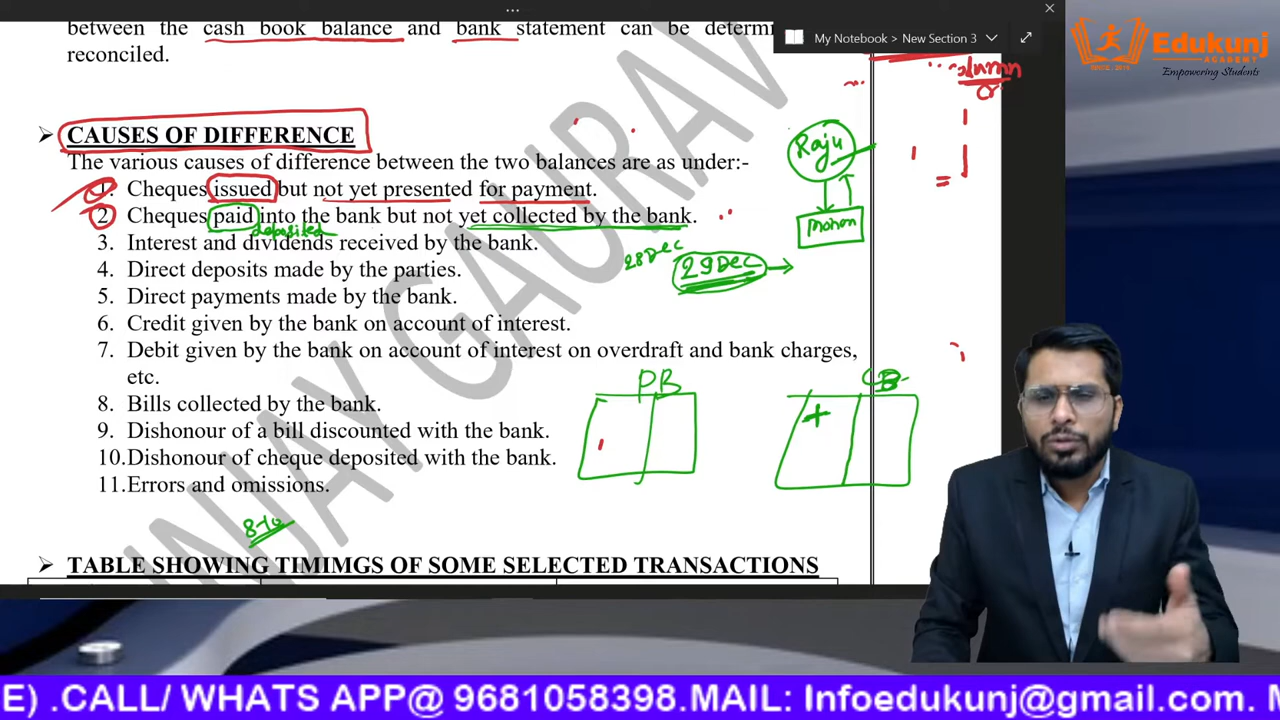 between the cash book balance and bank statement can be determi
reconciled.
My Notebook > New Section 3
Edukunj
ACADEMY
Empowering Students
CAUSES OF DIFFERENCE
The various causes of difference between the two balances are as under:-
1. Cheques issued but not yet presented for payment.
2 Cheques paid into the bank but not yet collected by the bank.
deposited
3. Interest and dividends received by the bank.
4. Direct deposits made by the parties.
5. Direct payments made by the bank.
6. Credit given by the bank on account of interest.
7. Debit given by the bank on account of interest on overdraft and bank charges,
etc.
8. Bills collected by the bank.
9. Dishonour of a bill discounted with the bank.
10.Dishonour of cheque deposited with the bank.
11.Errors and omissions.
Raju
Mohan
28 Dec
29 Dec
PB
CB
+
8-10
TABLE SHOWING TIMIMGS OF SOME SELECTED TRANSACTIONS
SANJAY GAURAV
E) .CALL/ WHATS APP@ 9681058398.MAIL: Infoedukunj@gmail.com. M